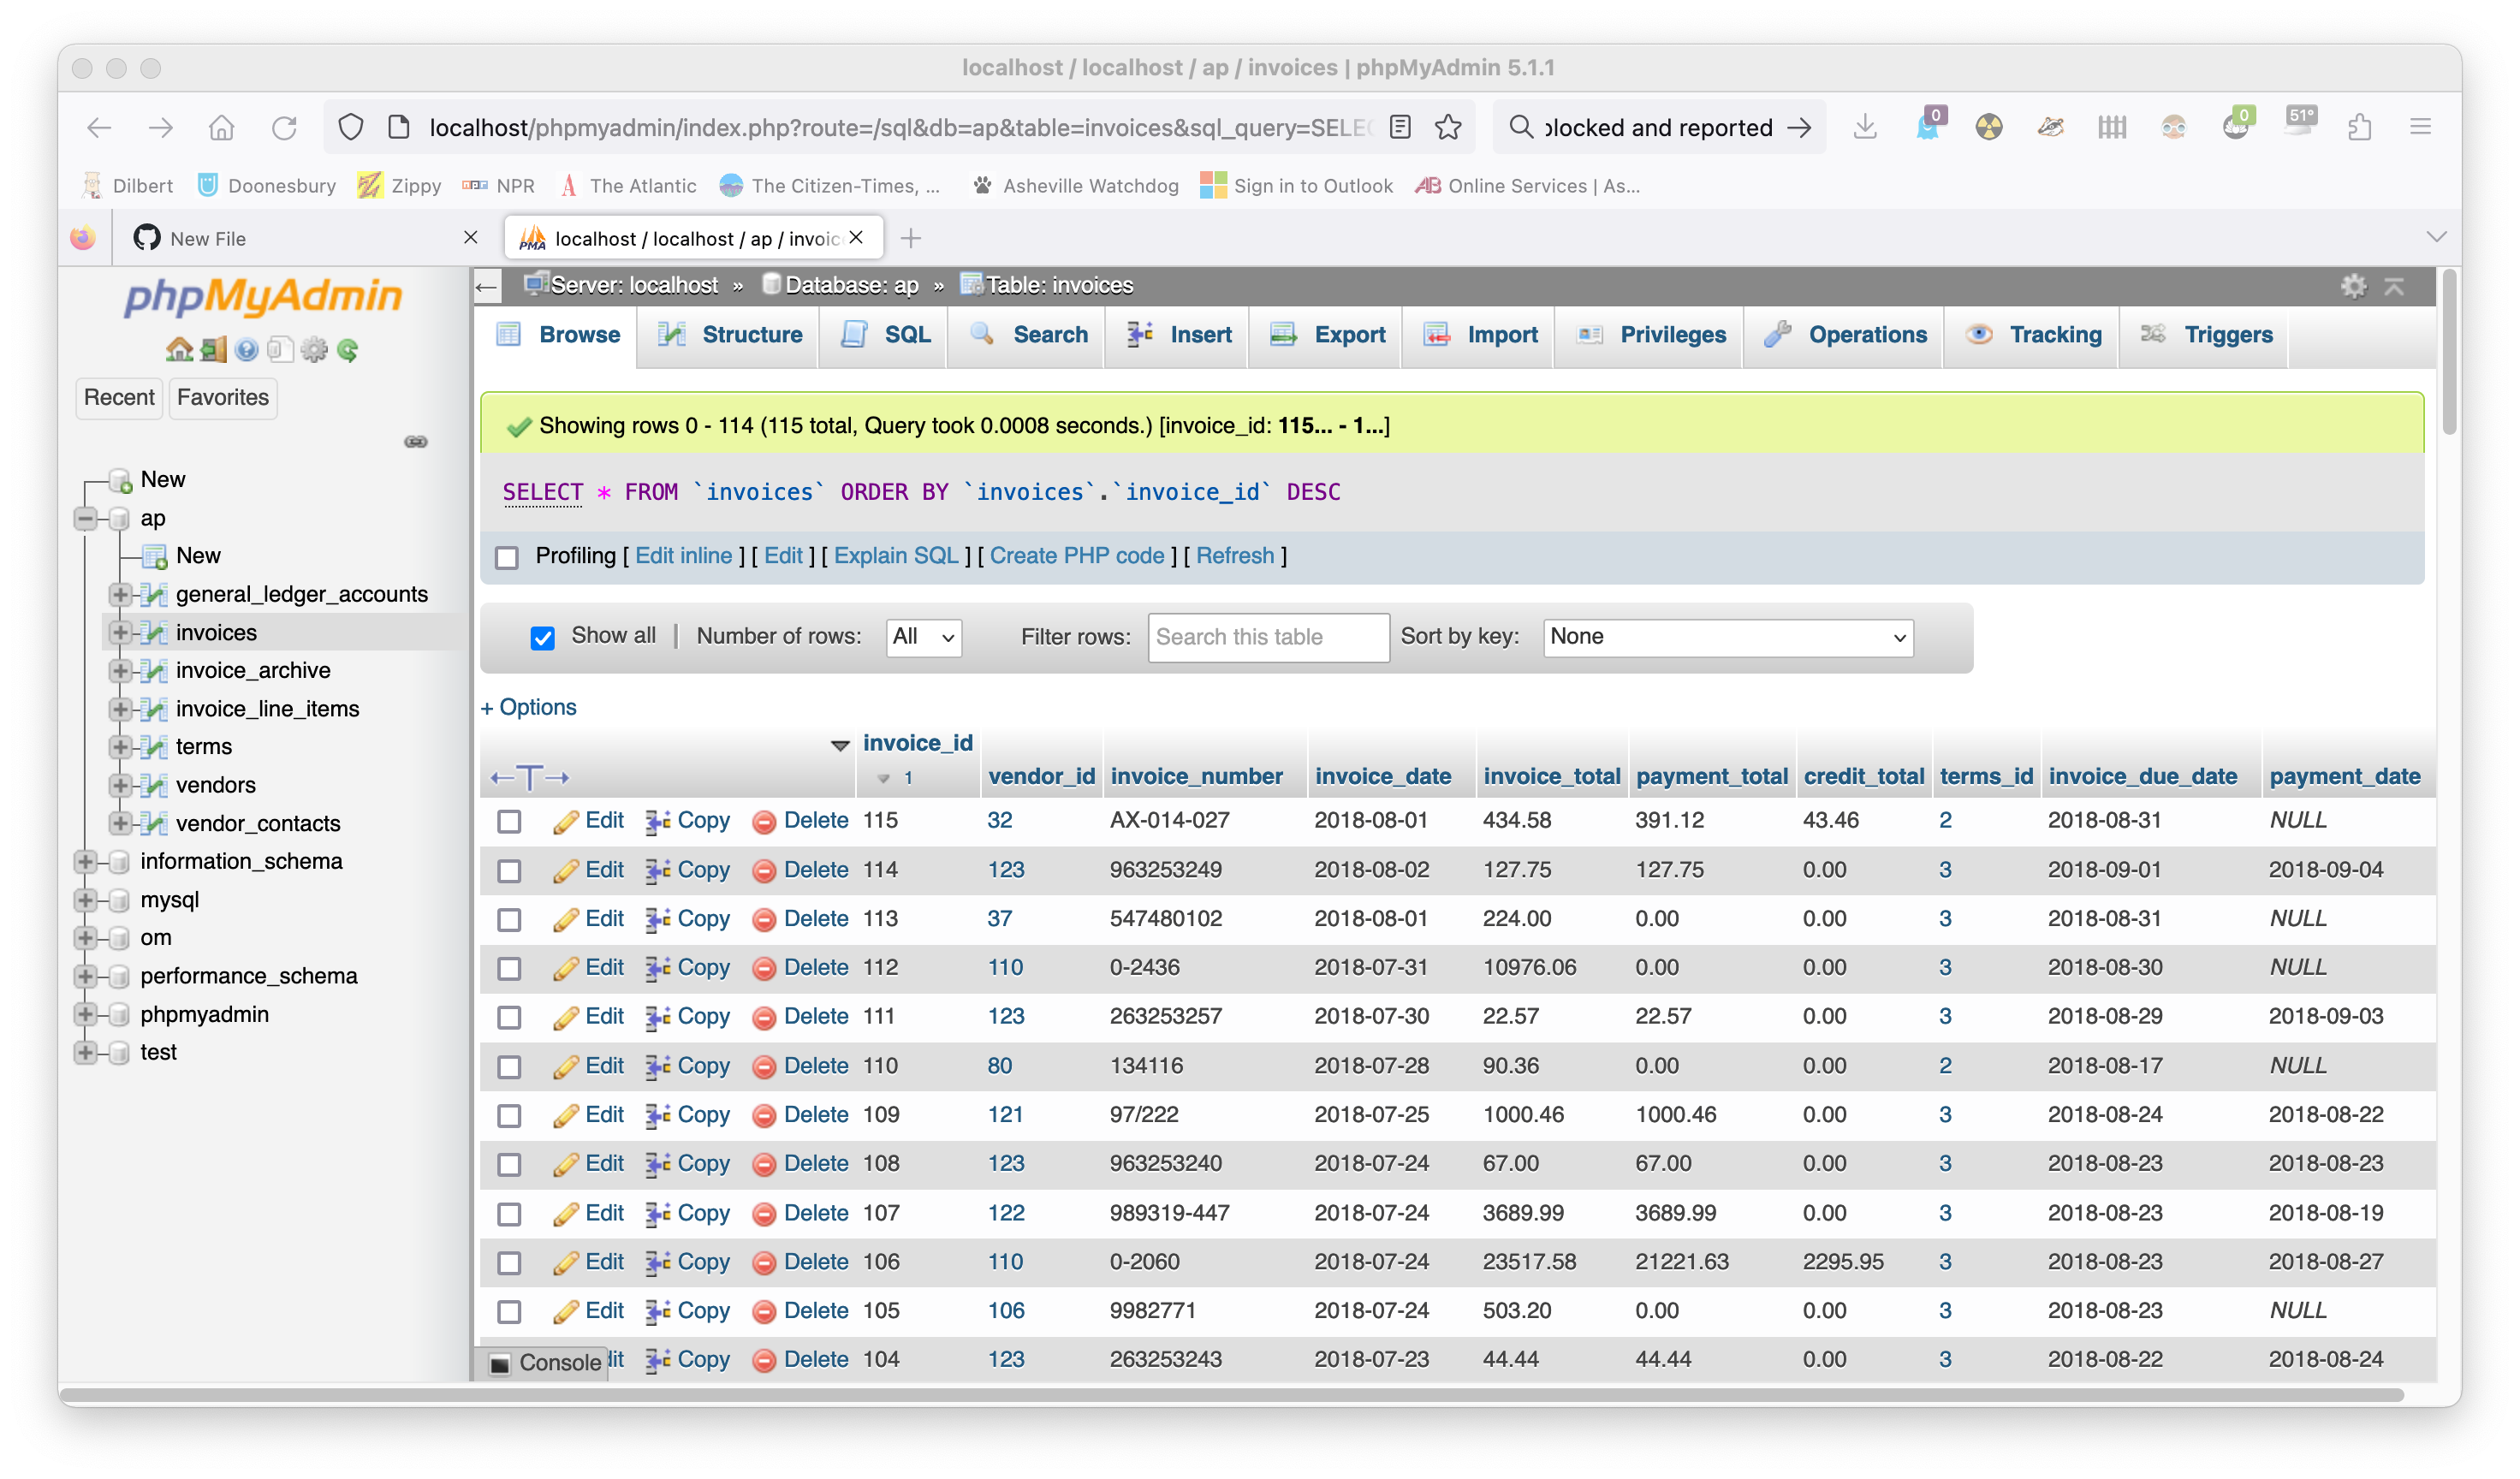 localhost / localhost / ap / invoices | phpMyAdmin 5.1.1
localhost/phpmyadmin/index.php?route=/sql&db=ap&table=invoices&sql_query=SELEC
blocked and reported
0
0
51°
Dilbert Doonesbury Zippy npr NPR The Atlantic The Citizen-Times, ... Asheville Watchdog Sign in to Outlook AB Online Services | As...
New File
PMA localhost / localhost / ap / invoic
phpMyAdmin
Recent Favorites
New
ap
New
general_ledger_accounts
invoices
invoice_archive
invoice_line_items
terms
vendors
vendor_contacts
information_schema
mysql
om
performance_schema
phpmyadmin
test
Server: localhost » Database: ap » Table: invoices
Browse Structure SQL Search Insert Export Import Privileges Operations Tracking Triggers
Showing rows 0 - 114 (115 total, Query took 0.0008 seconds.) [invoice_id: 115... - 1...]
SELECT * FROM `invoices` ORDER BY `invoices`.`invoice_id` DESC
Profiling [ Edit inline ] [ Edit ] [ Explain SQL ] [ Create PHP code ] [ Refresh ]
Show all | Number of rows: All Filter rows: Search this table Sort by key: None
+ Options
←T→ invoice_id 1 vendor_id invoice_number invoice_date invoice_total payment_total credit_total terms_id invoice_due_date payment_date
Edit Copy Delete 115 32 AX-014-027 2018-08-01 434.58 391.12 43.46 2 2018-08-31 NULL
Edit Copy Delete 114 123 963253249 2018-08-02 127.75 127.75 0.00 3 2018-09-01 2018-09-04
Edit Copy Delete 113 37 547480102 2018-08-01 224.00 0.00 0.00 3 2018-08-31 NULL
Edit Copy Delete 112 110 0-2436 2018-07-31 10976.06 0.00 0.00 3 2018-08-30 NULL
Edit Copy Delete 111 123 263253257 2018-07-30 22.57 22.57 0.00 3 2018-08-29 2018-09-03
Edit Copy Delete 110 80 134116 2018-07-28 90.36 0.00 0.00 2 2018-08-17 NULL
Edit Copy Delete 109 121 97/222 2018-07-25 1000.46 1000.46 0.00 3 2018-08-24 2018-08-22
Edit Copy Delete 108 123 963253240 2018-07-24 67.00 67.00 0.00 3 2018-08-23 2018-08-23
Edit Copy Delete 107 122 989319-447 2018-07-24 3689.99 3689.99 0.00 3 2018-08-23 2018-08-19
Edit Copy Delete 106 110 0-2060 2018-07-24 23517.58 21221.63 2295.95 3 2018-08-23 2018-08-27
Edit Copy Delete 105 106 9982771 2018-07-24 503.20 0.00 0.00 3 2018-08-23 NULL
Console dit Copy Delete 104 123 263253243 2018-07-23 44.44 44.44 0.00 3 2018-08-22 2018-08-24